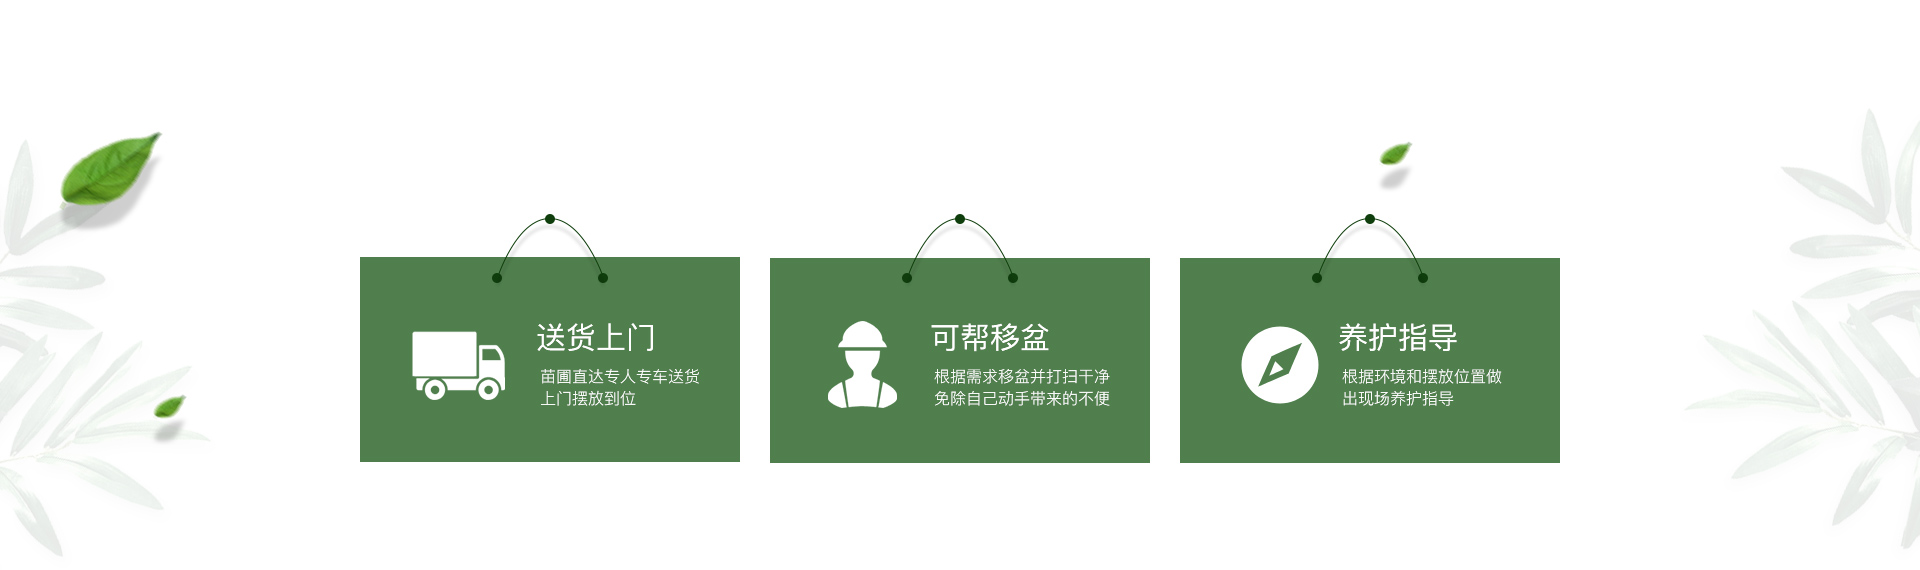 送货上门
苗圃直达专人专车送货
上门摆放到位
可帮移盆
根据需求移盆并打扫干净
免除自己动手带来的不便
养护指导
根据环境和摆放位置做
出现场养护指导